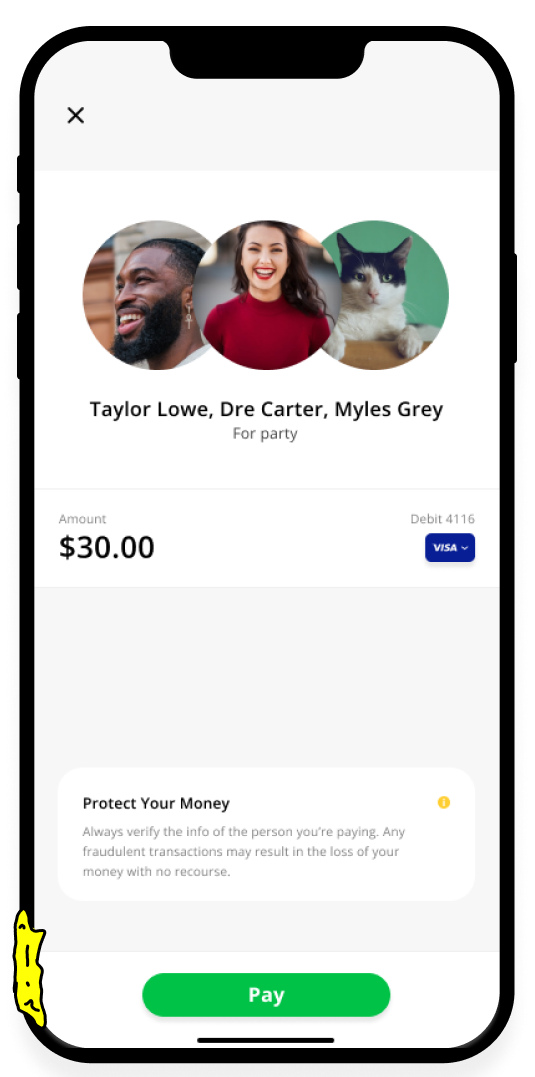 Taylor Lowe, Dre Carter, Myles Grey
For party
Amount
Debit 4116
$30.00
VISA
Protect Your Money
Always verify the info of the person you're paying. Any
fraudulent transactions may result in the loss of your
money with no recourse.
Pay